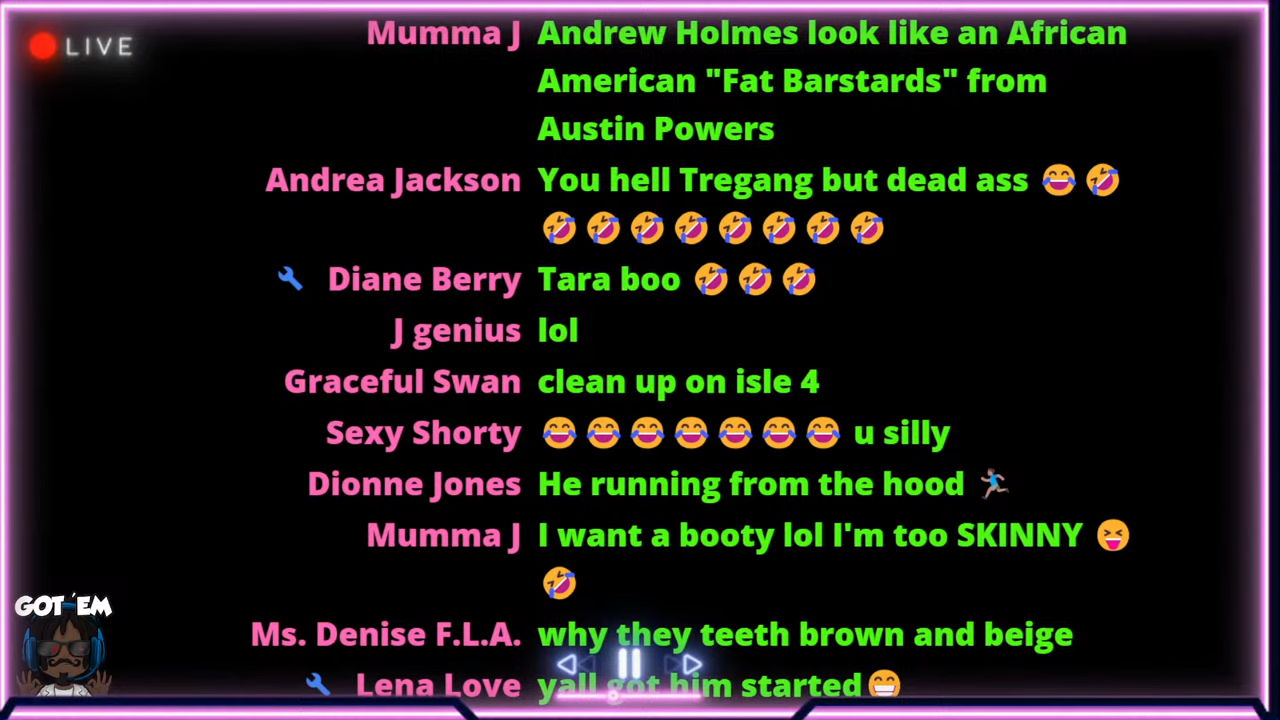 LIVE
Mumma J Andrew Holmes look like an African
American "Fat Barstards" from
Austin Powers
Andrea Jackson You hell Tregang but dead ass 😂 🤣
🤣 🤣 🤣 🤣 🤣 🤣 🤣 🤣
Diane Berry Tara boo 🤣 🤣 🤣
J genius lol
Graceful Swan clean up on isle 4
Sexy Shorty 😂 😂 😂 😂 😂 😂 😂 u silly
Dionne Jones He running from the hood 🏃🏽
Mumma J I want a booty lol I'm too SKINNY 😝
🤣
GOT 'EM
Ms. Denise F.L.A. why they teeth brown and beige
Lena Love yall got him started 😁